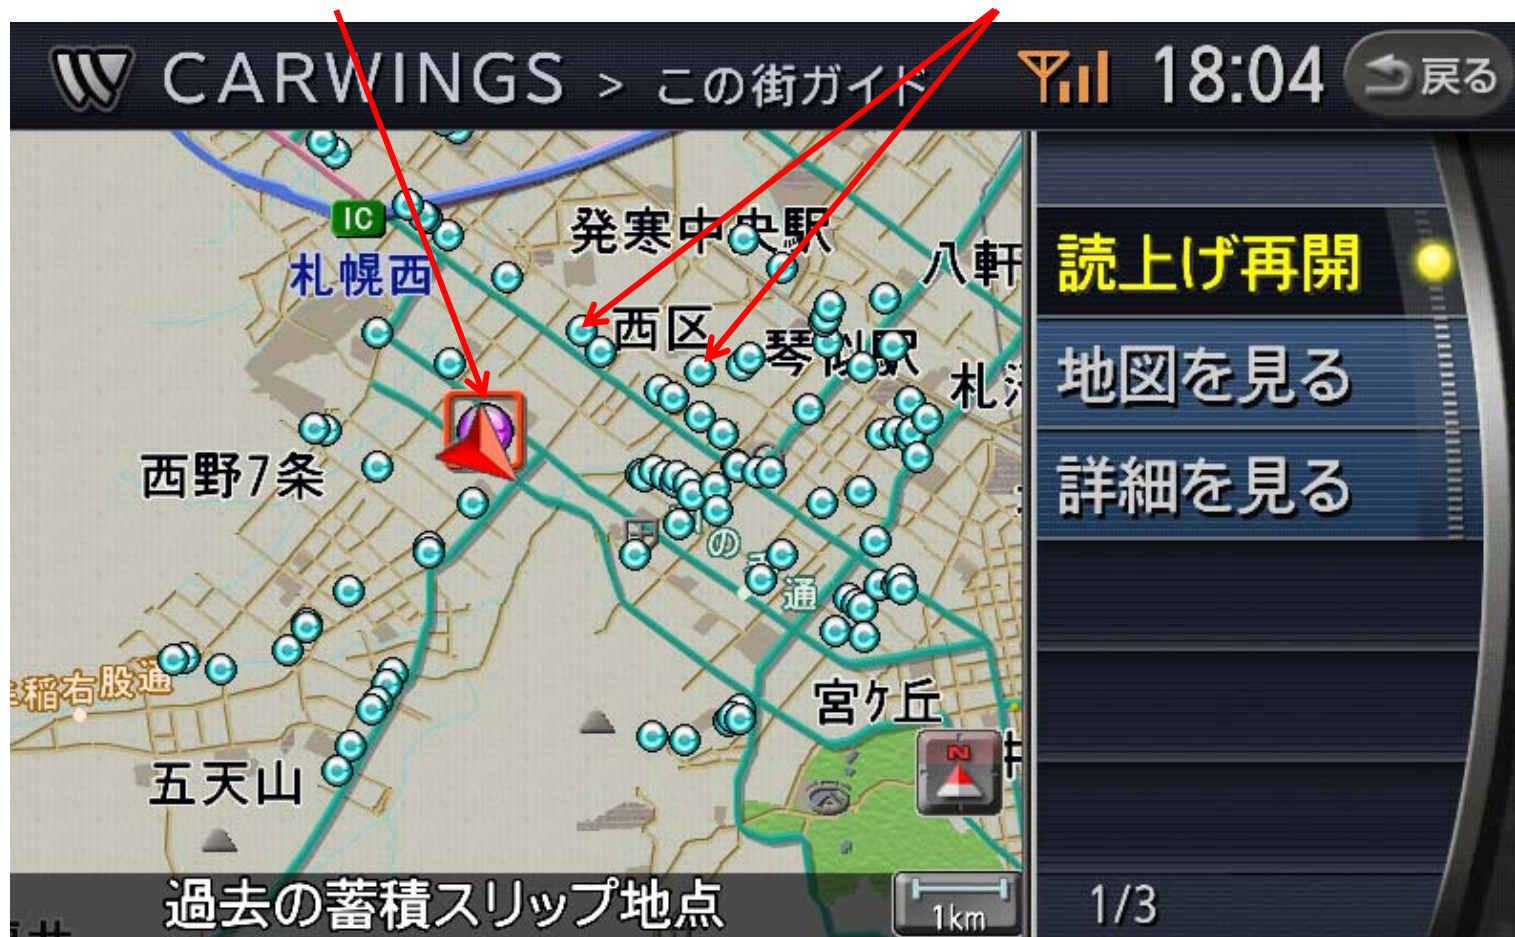 CARWINGS > この街ガイド 18:04 戻る
IC
札幌西
発寒中央駅
八軒
西区
琴似駅
西野7条
通
宮ケ丘
N
稲右股通
五天山
過去の蓄積スリップ地点
1km
読上げ再開
地図を見る
詳細を見る
1/3